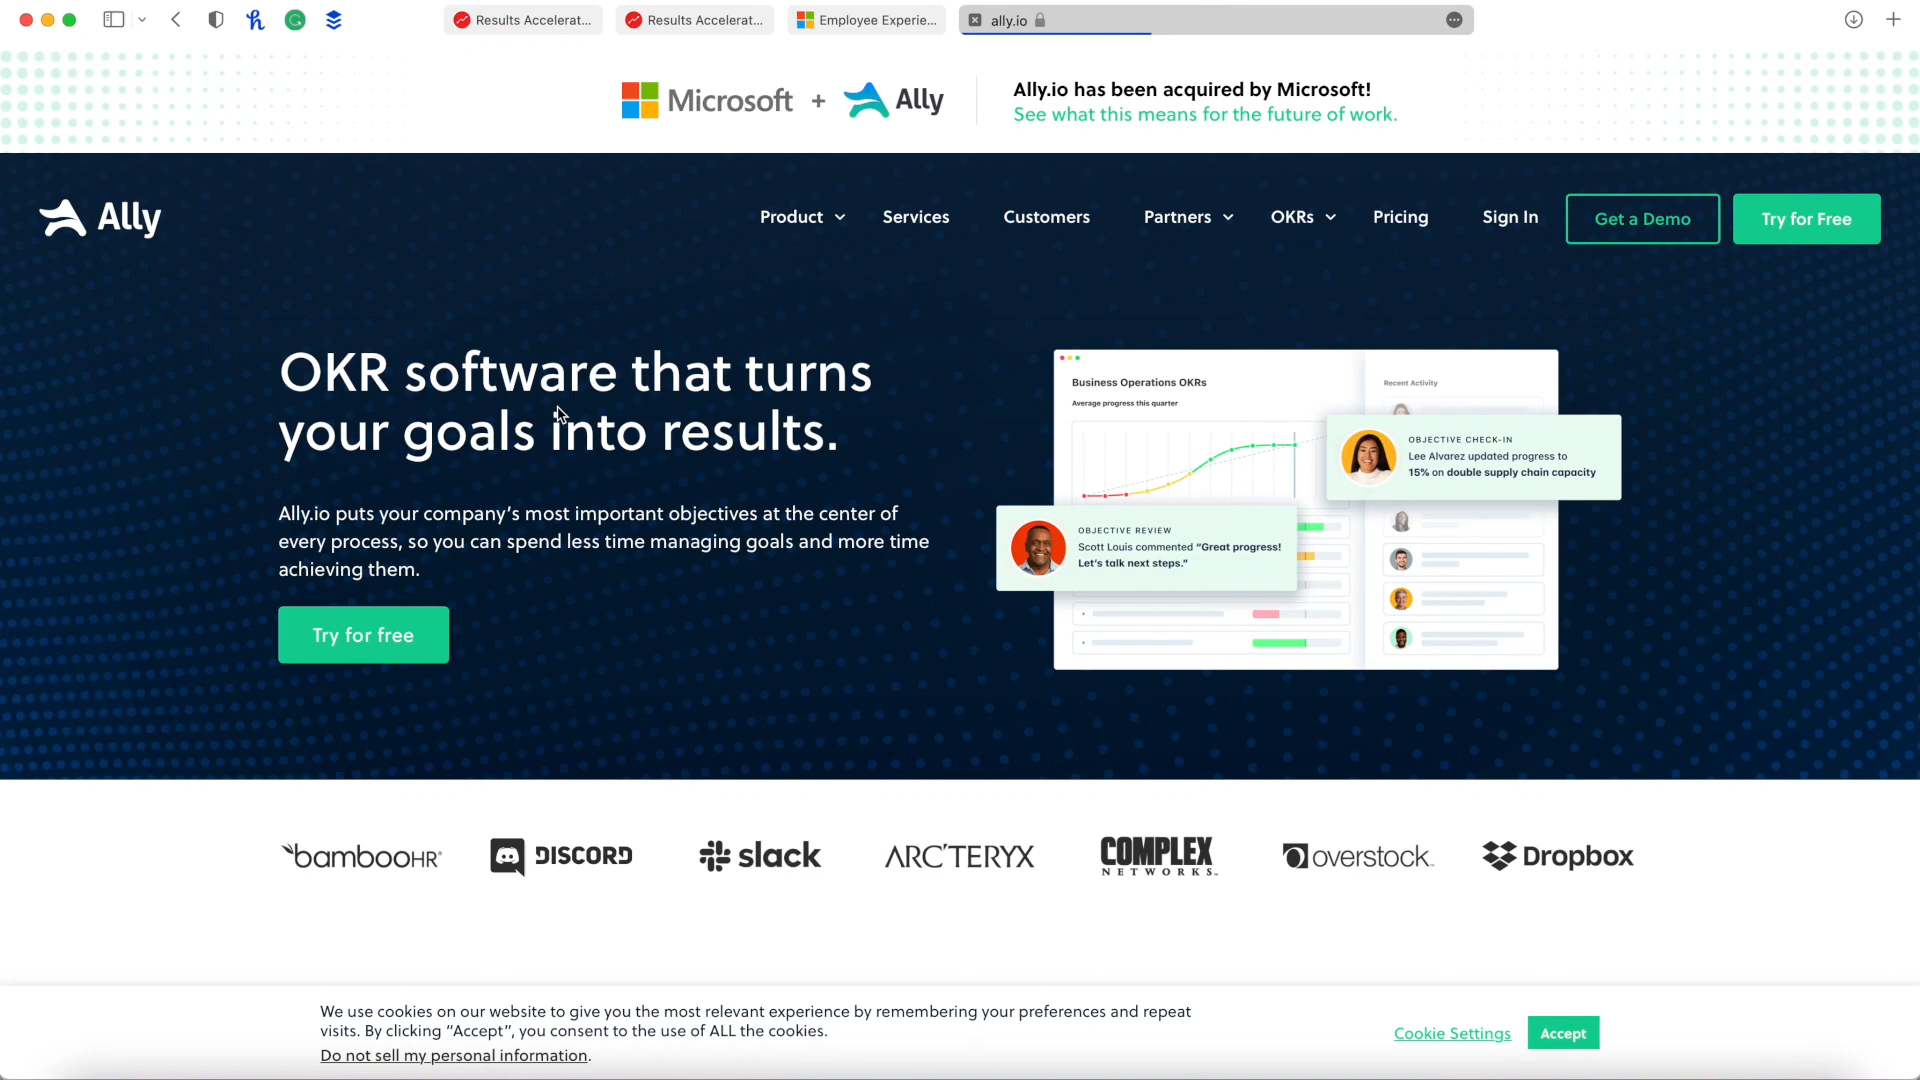 Results Accelerat...
Results Accelerat...
Employee Experie...
ally.io
Microsoft + Ally
Ally.io has been acquired by Microsoft!
See what this means for the future of work.
Ally
Product
Services
Customers
Partners
OKRs
Pricing
Sign In
Get a Demo
Try for Free
OKR software that turns
your goals into results.
Ally.io puts your company’s most important objectives at the center of
every process, so you can spend less time managing goals and more time
achieving them.
Try for free
Business Operations OKRs
Average progress this quarter
Recent Activity
OBJECTIVE CHECK-IN
Lee Alvarez updated progress to
15% on double supply chain capacity
OBJECTIVE REVIEW
Scott Louis commented “Great progress!
Let’s talk next steps.”
bambooHR
DISCORD
slack
ARC'TERYX
COMPLEX
NETWORKS
overstock
Dropbox
We use cookies on our website to give you the most relevant experience by remembering your preferences and repeat
visits. By clicking “Accept”, you consent to the use of ALL the cookies.
Do not sell my personal information.
Cookie Settings
Accept